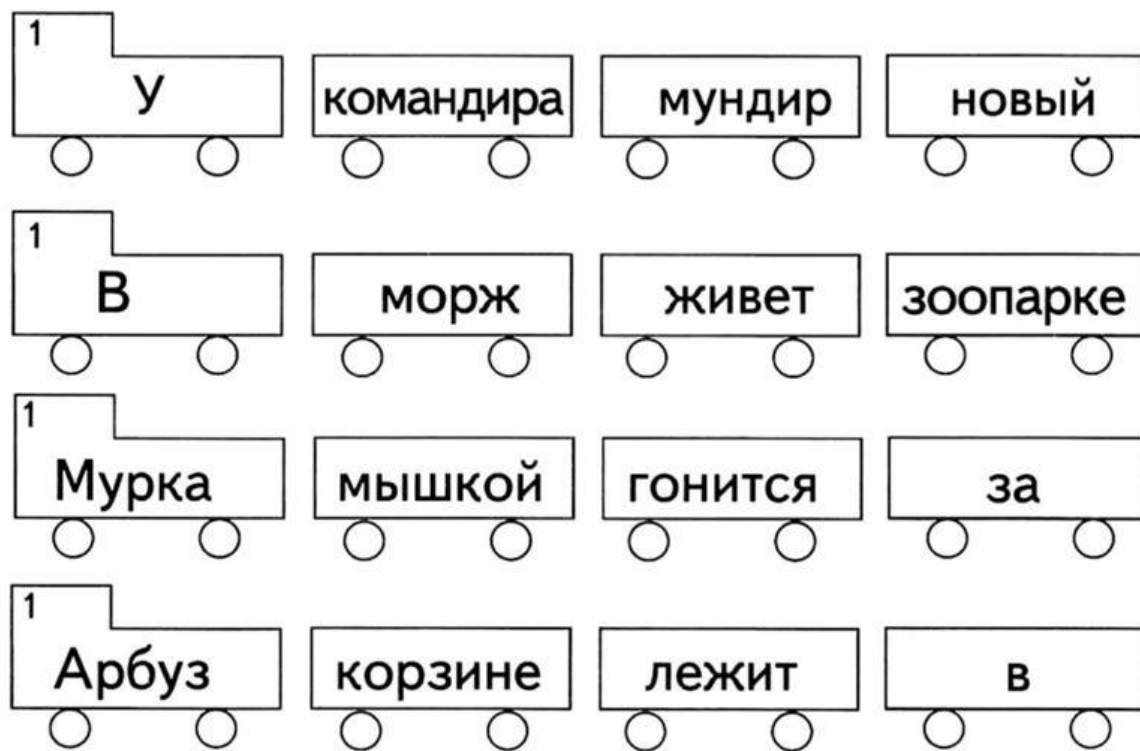 1
У командира мундир новый
1
В морж живет зоопарке
1
Мурка мышкой гонится за
1
Арбуз корзине лежит в